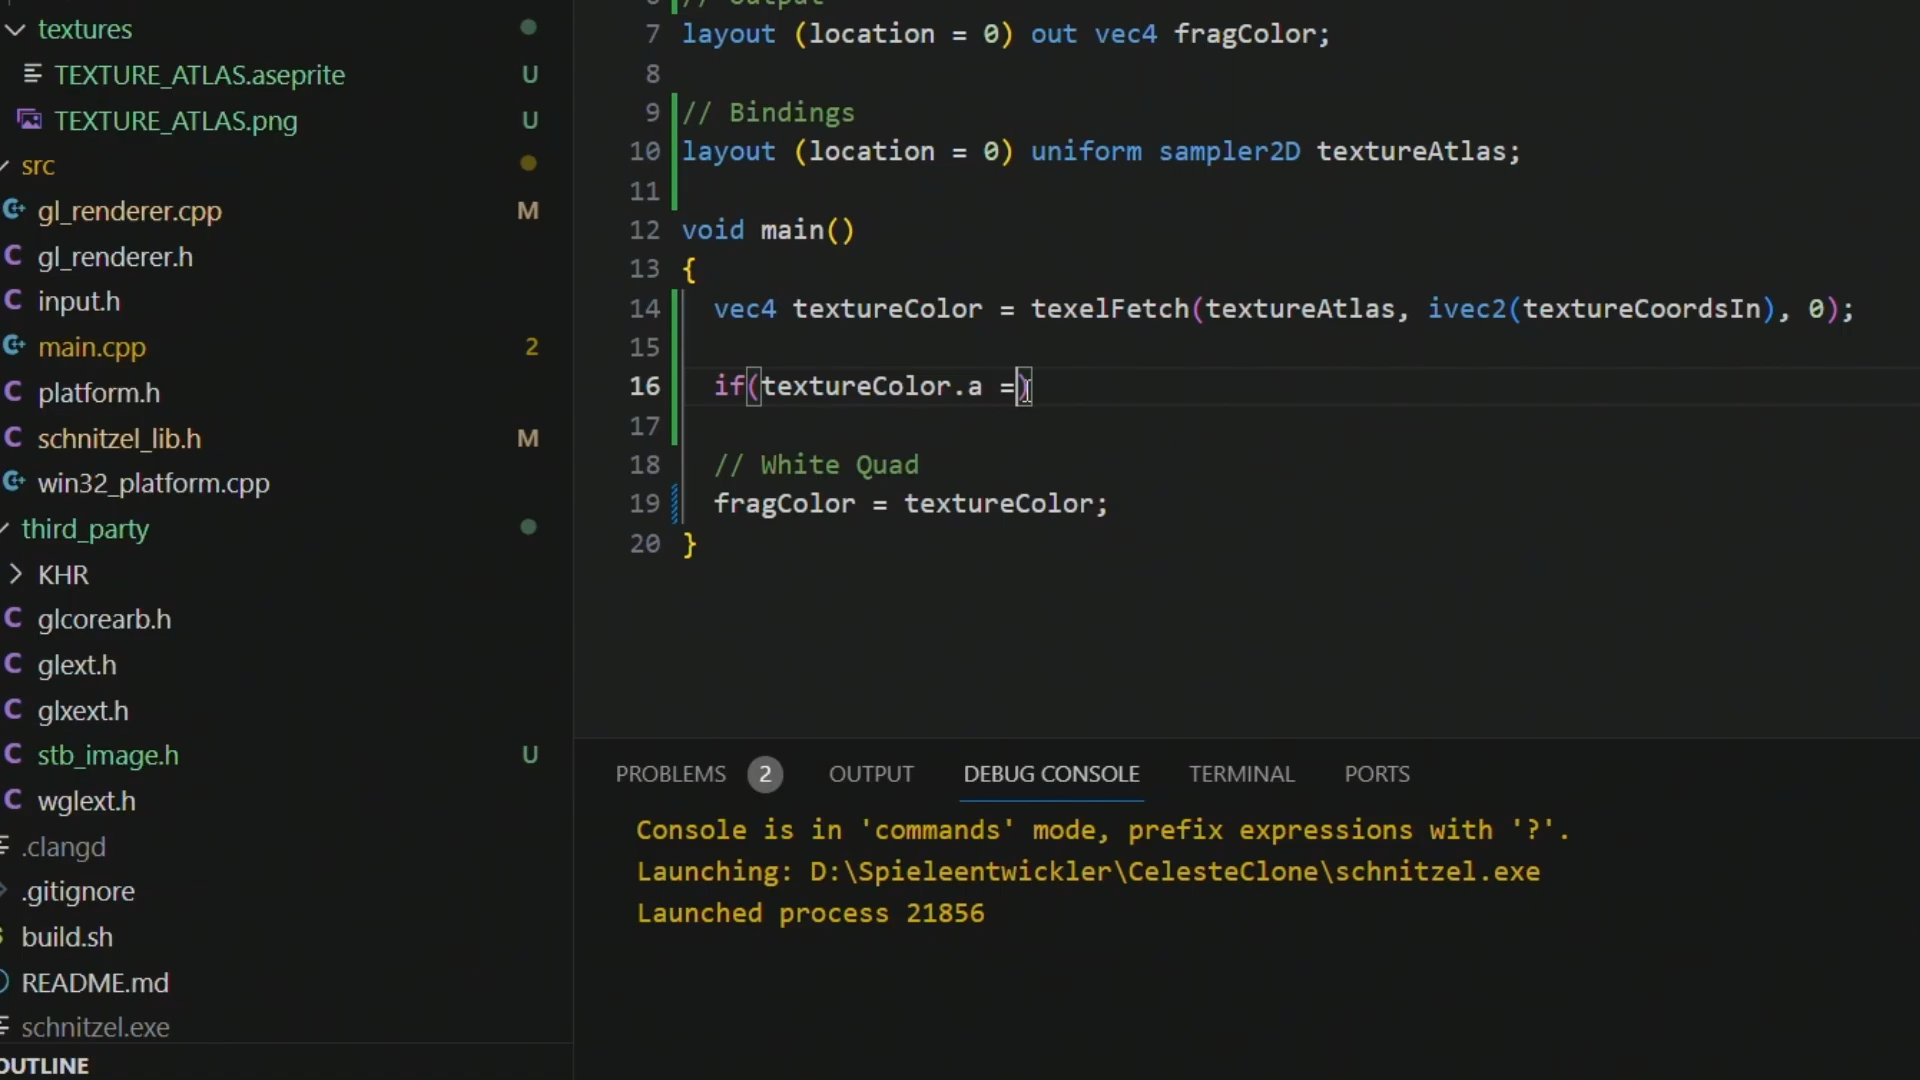 textures
TEXTURE_ATLAS.aseprite U
TEXTURE_ATLAS.png U
src
gl_renderer.cpp M
gl_renderer.h
input.h
main.cpp 2
platform.h
schnitzel_lib.h M
win32_platform.cpp
third_party
KHR
glcorearb.h
glext.h
glxext.h
stb_image.h U
wglext.h
.clangd
.gitignore
build.sh
README.md
schnitzel.exe
OUTLINE
6 // Output
7 layout (location = 0) out vec4 fragColor;
8
9 // Bindings
10 layout (location = 0) uniform sampler2D textureAtlas;
11
12 void main()
13 {
14 vec4 textureColor = texelFetch(textureAtlas, ivec2(textureCoordsIn), 0);
15
16 if(textureColor.a =)
17
18 // White Quad
19 fragColor = textureColor;
20 }
PROBLEMS 2 OUTPUT DEBUG CONSOLE TERMINAL PORTS
Console is in 'commands' mode, prefix expressions with '?'.
Launching: D:\Spieleentwickler\CelesteClone\schnitzel.exe
Launched process 21856